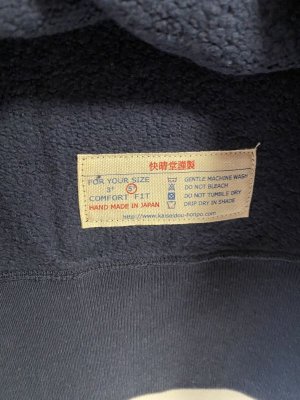 快晴堂謹製
FOR YOUR SIZE
3" 5"
COMFORT FIT
HAND MADE IN JAPAN
GENTLE MACHINE WASH
DO NOT BLEACH
DO NOT TUMBLE DRY
DRIP DRY IN SHADE
http://www.kaiseidou-honpo.com